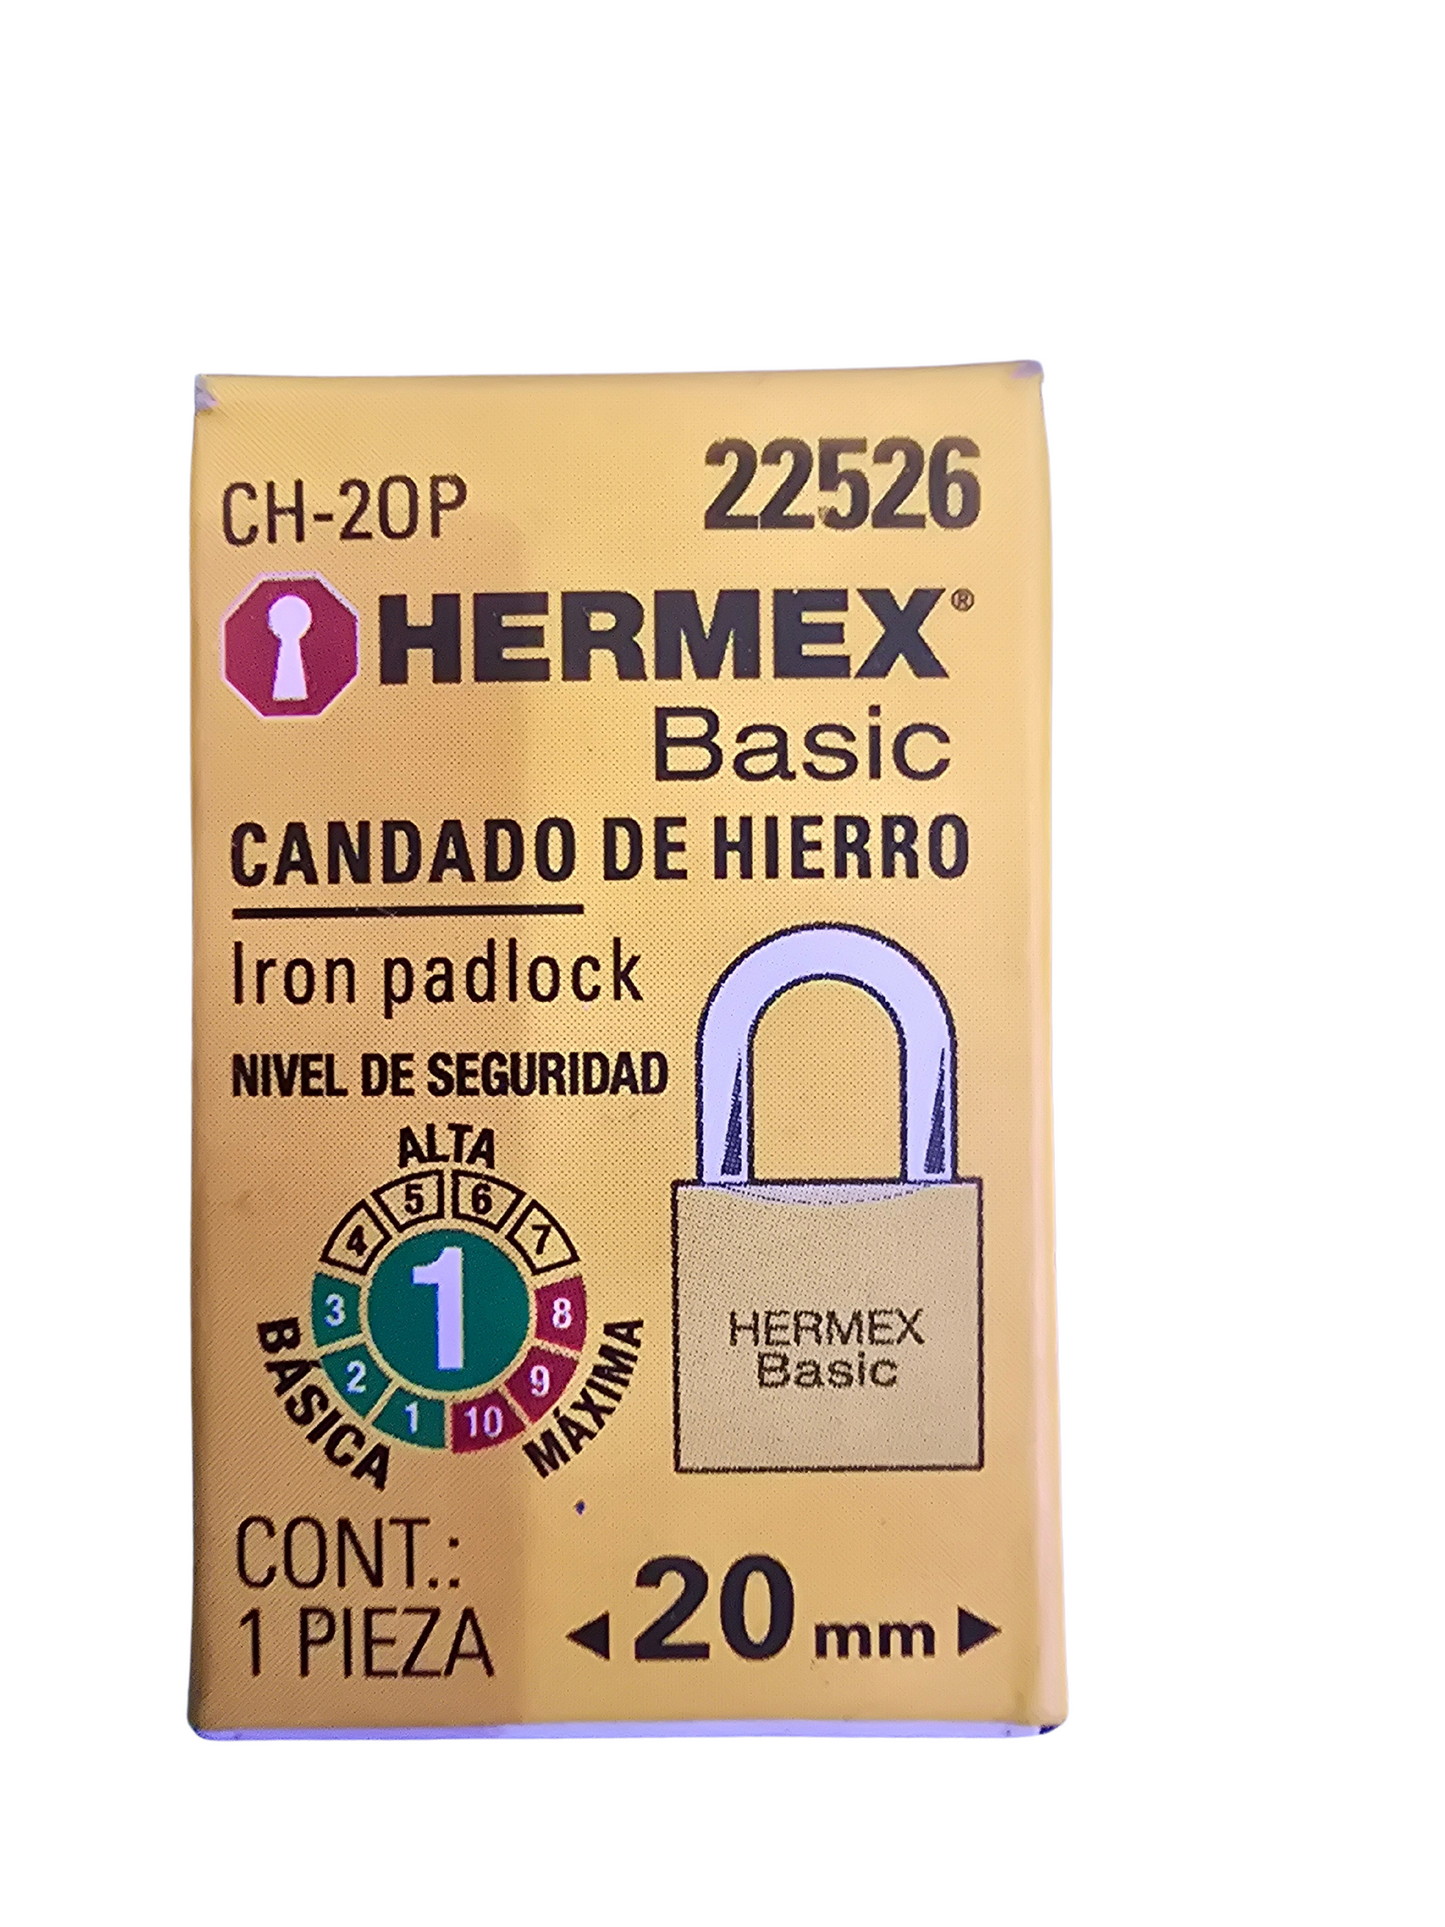 CH-20P
22526
HERMEX®
Basic
CANDADO DE HIERRO
Iron padlock
NIVEL DE SEGURIDAD
ALTA
1 2 3 4 5 6 7 8 9 10
1
BÁSICA
MÁXIMA
HERMEX
Basic
CONT.:
1 PIEZA
20 mm